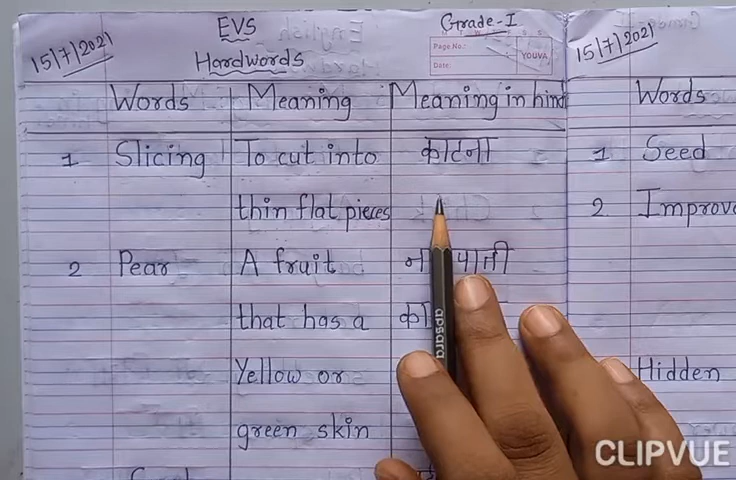 EVS Grade-I
15/7/2021
Hardwords
Page No.:
YOUVA
Date:
Words Meaning Meaning in hind
1 Slicing To cut into काटना
thin flat pieces
2 Pear A fruit
that has a
Yellow or
green skin
15/7/2021
Words
1 Seed
2. Improv
Hidden
apsara
CLIPVUE